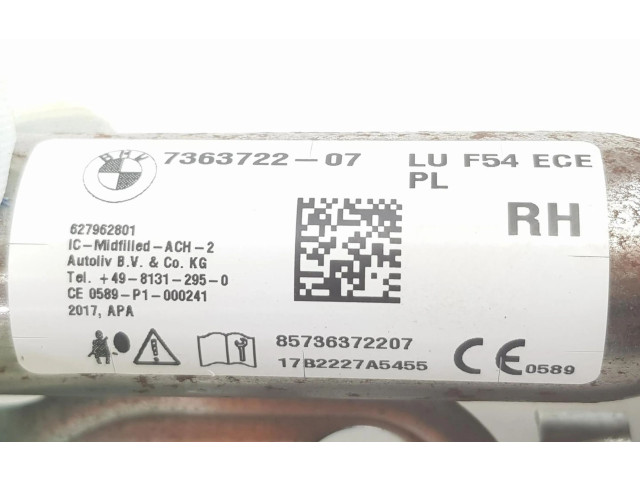 BMW
7363722-07 LU F54 ECE
PL
RH
627962801
IC-Midfilled-ACH-2
Autoliv B.V. & Co. KG
Tel. +49-8131-295-0
CE 0589-P1-000241
2017, APA
85736372207
17B2227A5455
CE 0589